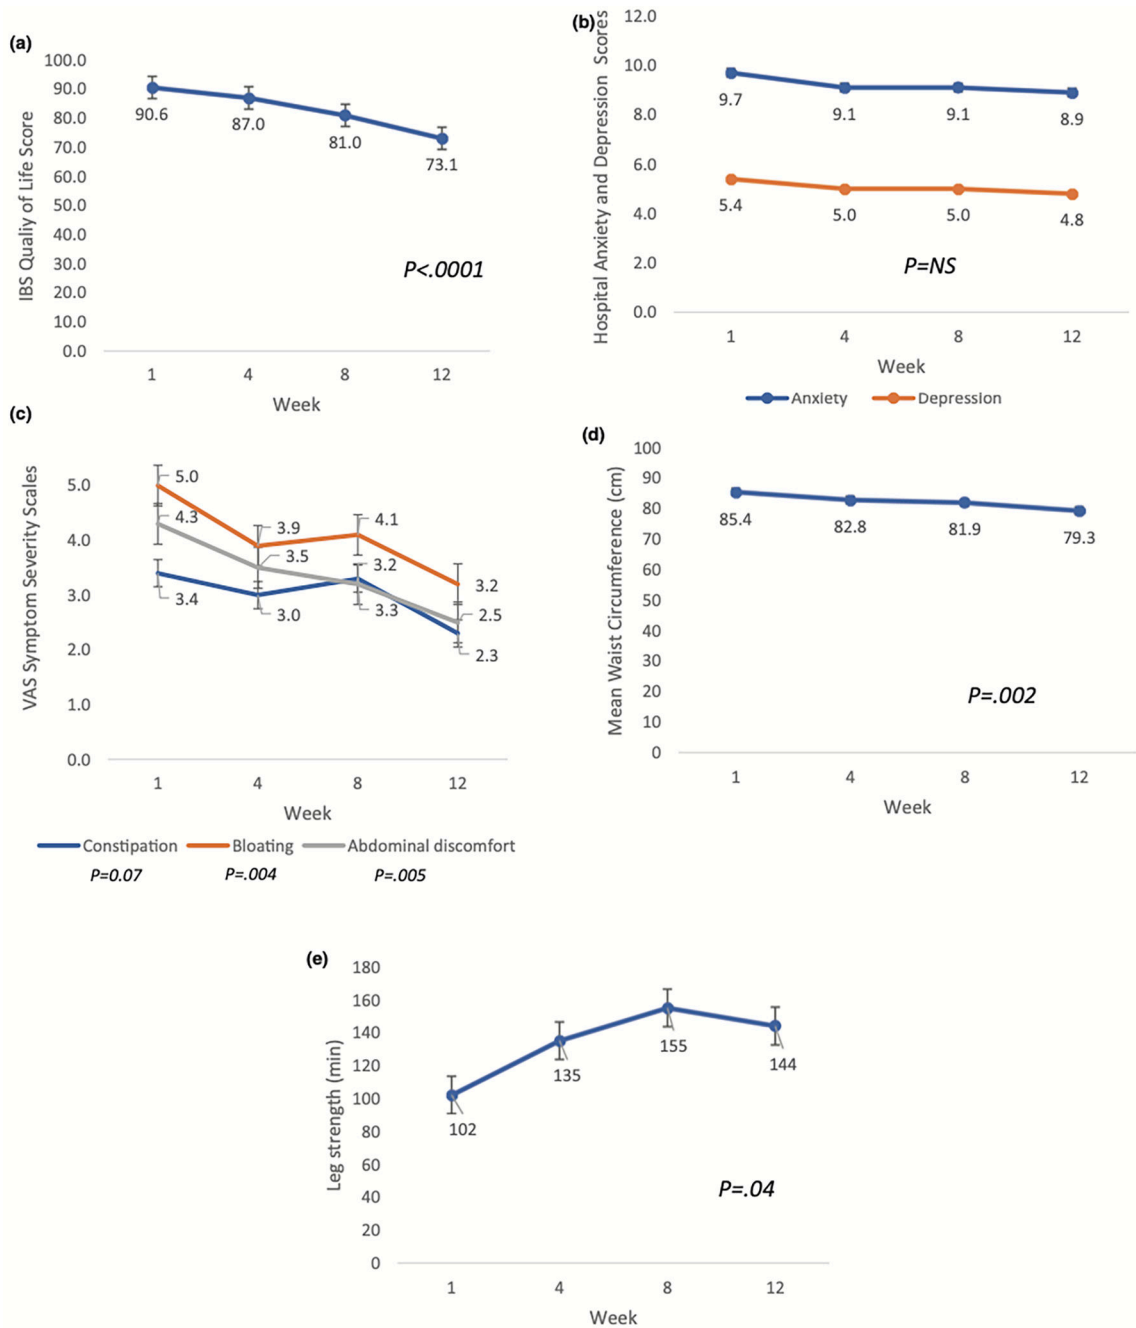 (a)
IBS Qualiy of Life Score
100.0
90.0
80.0
70.0
60.0
50.0
40.0
30.0
20.0
10.0
0.0
90.6
87.0
81.0
73.1
P<.0001
1 4 8 12
Week
(b)
Hospital Anxiety and Depression Scores
12.0
10.0
8.0
6.0
4.0
2.0
0.0
9.7
9.1
9.1
8.9
5.4
5.0
5.0
4.8
P=NS
1 4 8 12
Week
Anxiety Depression
(c)
VAS Symptom Severity Scales
5.0
4.0
3.0
2.0
1.0
0.0
5.0
3.9
4.1
3.2
4.3
3.5
3.2
2.5
3.4
3.0
3.3
2.3
1 4 8 12
Week
Constipation Bloating Abdominal discomfort
P=0.07 P=.004 P=.005
(d)
Mean Waist Circumference (cm)
100
90
80
70
60
50
40
30
20
10
0
85.4
82.8
81.9
79.3
P=.002
1 4 8 12
Week
(e)
Leg strength (min)
180
160
140
120
100
80
60
40
20
0
102
135
155
144
P=.04
1 4 8 12
Week